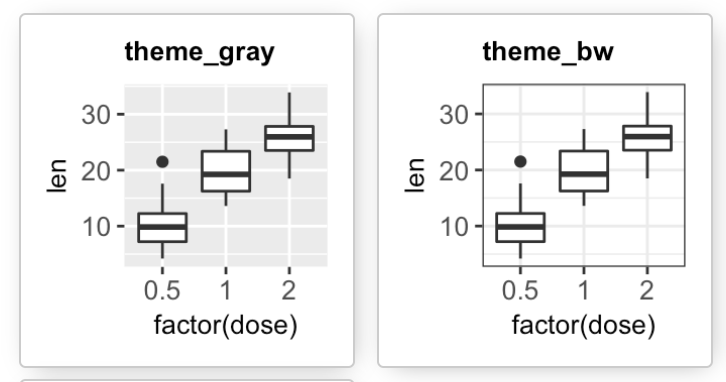 theme_gray
30
20
10
len
0.5 1 2
factor(dose)
theme_bw
30
20
10
len
0.5 1 2
factor(dose)